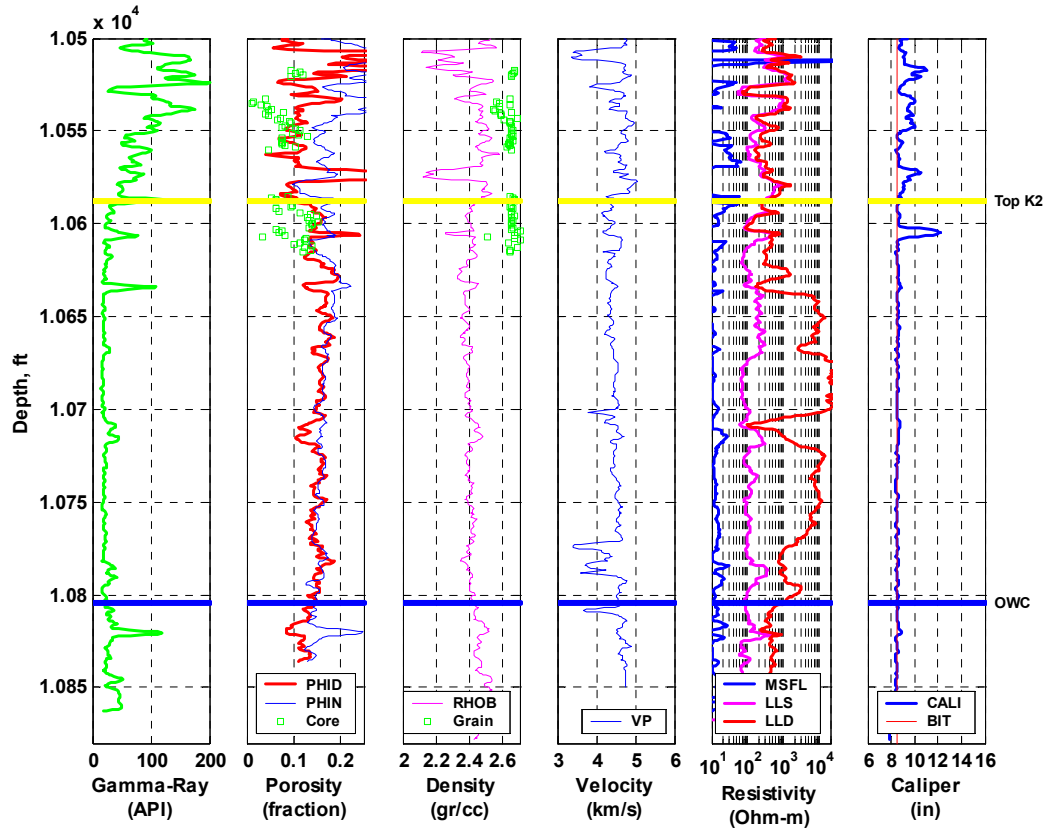 x 10⁴
1.05
1.055
1.06
1.065
1.07
1.075
1.08
1.085
Depth, ft
Top K2
OWC
PHID
PHIN
Core
RHOB
Grain
VP
MSFL
LLS
LLD
CALI
BIT
0 100 200
0 0.1 0.2
2 2.2 2.4 2.6
3 4 5 6
10¹ 10² 10³ 10⁴
6 8 10 12 14 16
Gamma-Ray
(API)
Porosity
(fraction)
Density
(gr/cc)
Velocity
(km/s)
Resistivity
(Ohm-m)
Caliper
(in)